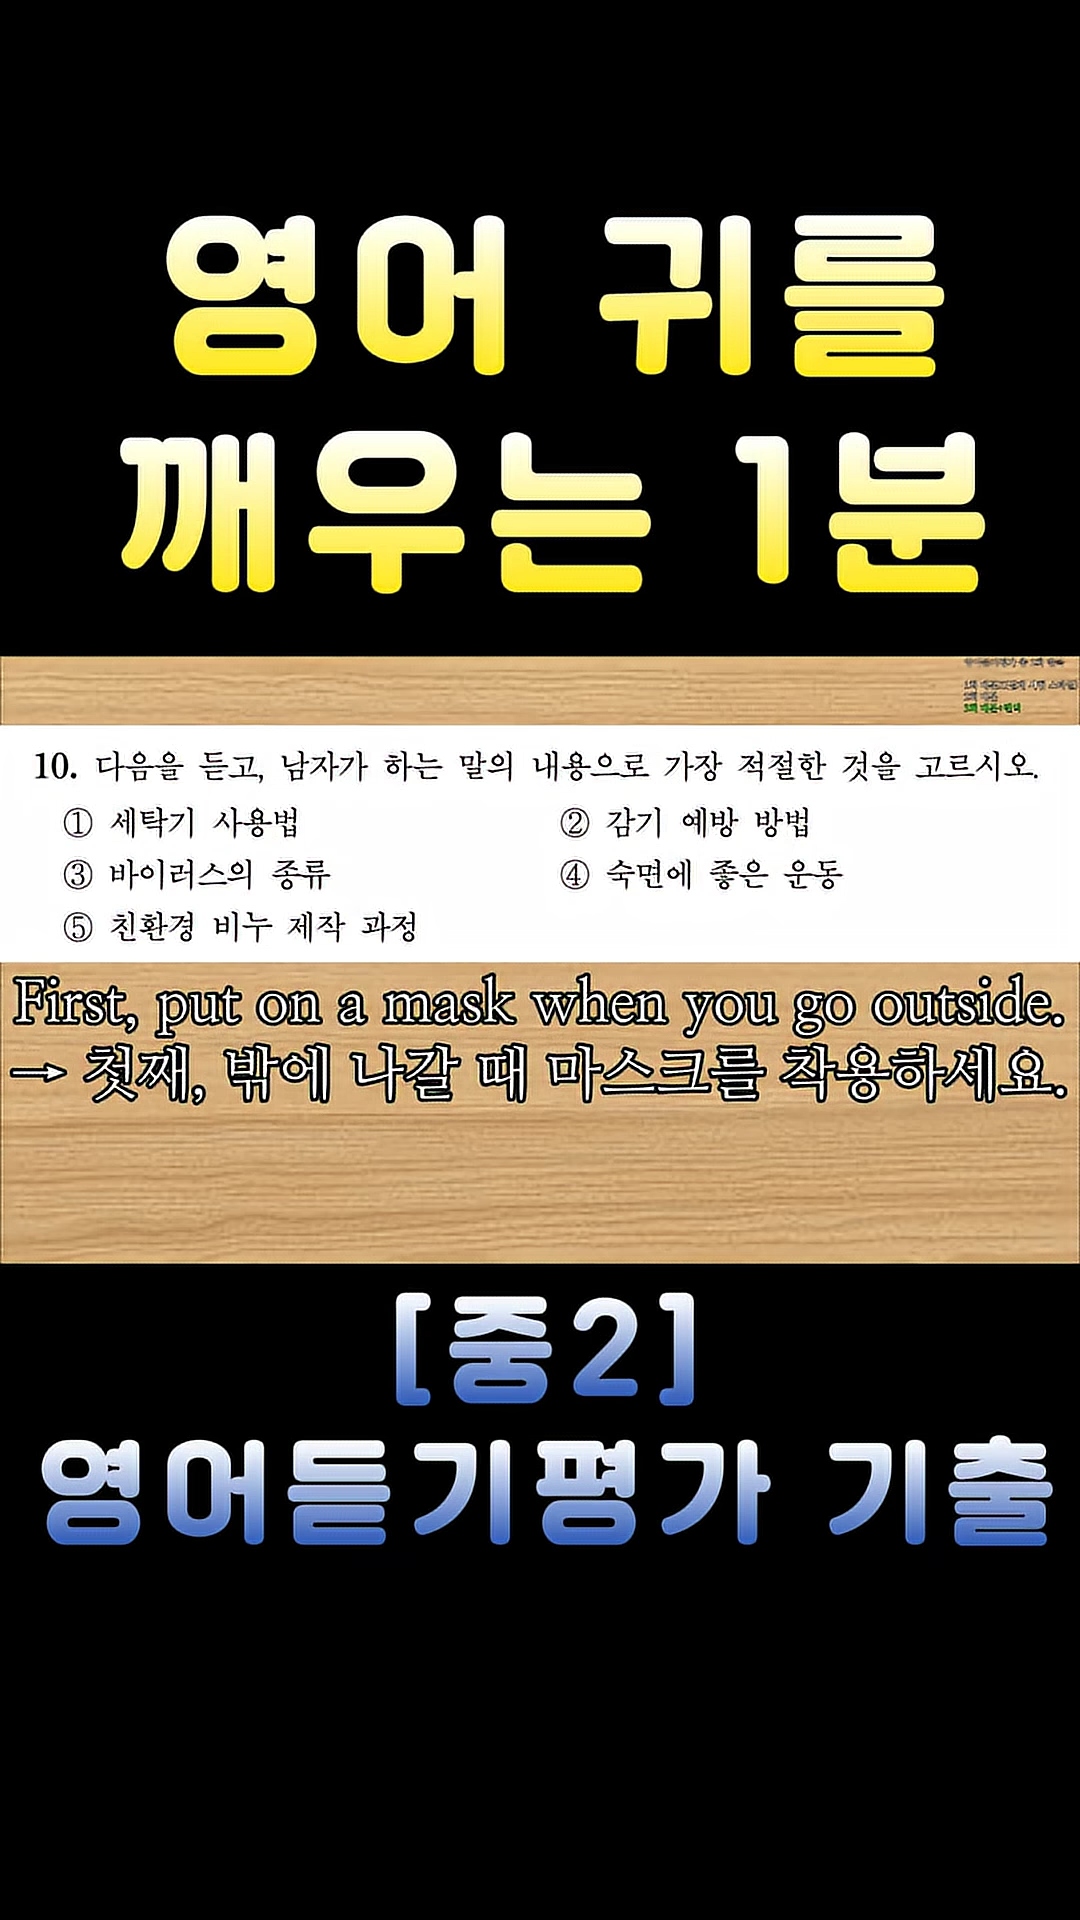 영어 귀를
깨우는 1분
10. 다음을 듣고, 남자가 하는 말의 내용으로 가장 적절한 것을 고르시오.
① 세탁기 사용법
② 감기 예방 방법
③ 바이러스의 종류
④ 숙면에 좋은 운동
⑤ 친환경 비누 제작 과정
First, put on a mask when you go outside.
→ 첫째, 밖에 나갈 때 마스크를 착용하세요.
[중2]
영어듣기평가 기출